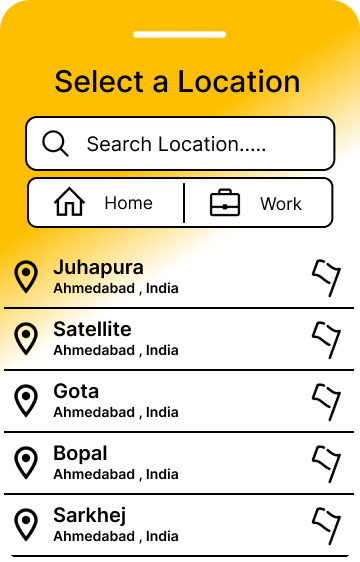 Select a Location
Search Location.....
Home
Work
Juhapura
Ahmedabad , India
Satellite
Ahmedabad , India
Gota
Ahmedabad , India
Bopal
Ahmedabad , India
Sarkhej
Ahmedabad , India